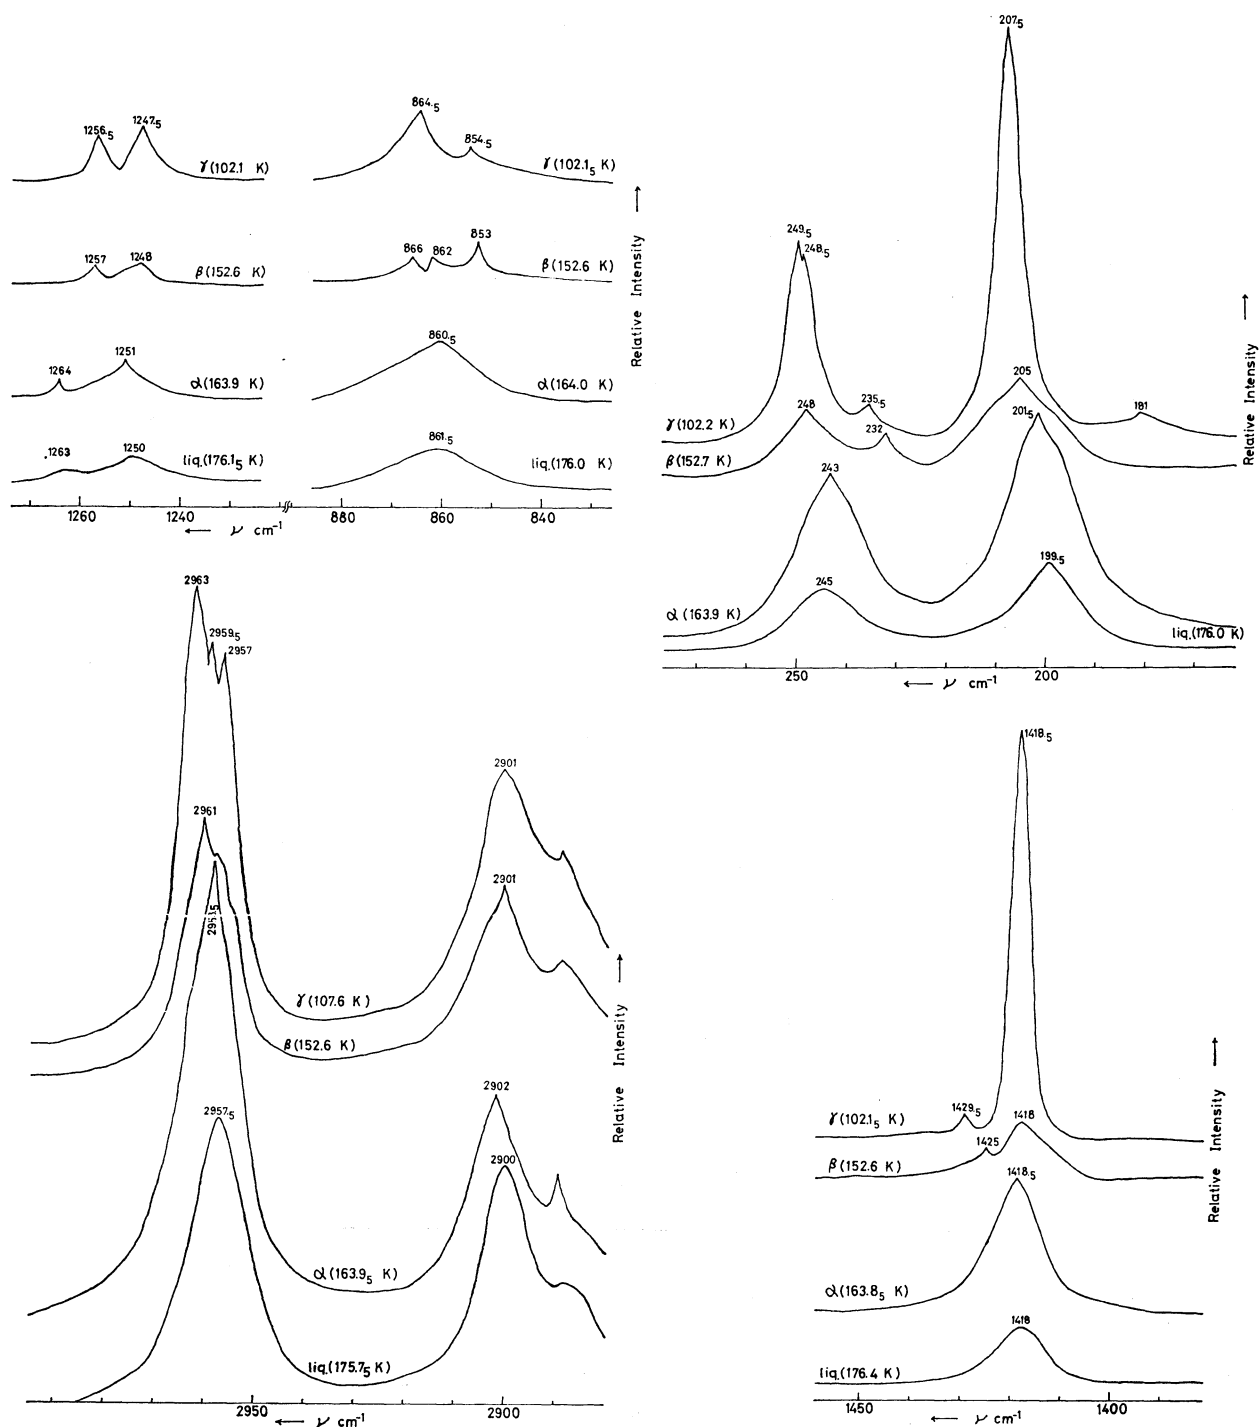 1256.5 1247.5
γ(102.1 K)
864.5
854.5
γ(102.1₅ K)
1257 1248
β(152.6 K)
866 862 853
β(152.6 K)
1264 1251
α(163.9 K)
860.5
α(164.0 K)
1263 1250
liq.(176.1₅ K)
861.5
liq.(176.0 K)
1260 1240 880 860 840
← ν cm⁻¹
Relative Intensity →
207.5
249.5
248.5
235.5
181
γ(102.2 K)
248 232 205
β(152.7 K)
243 201.5
α(163.9 K)
245 199.5
liq.(176.0 K)
250 200
← ν cm⁻¹
Relative Intensity →
2963
2959.5
2957
2901
γ(107.6 K)
2961
2901
β(152.6 K)
2902
α(163.9₅ K)
2957.5
2900
liq.(175.7₅ K)
2950 2900
← ν cm⁻¹
Relative Intensity →
1418.5
1429.5
γ(102.1₅ K)
1425 1418
β(152.6 K)
1418.5
α(163.8₅ K)
1418
liq.(176.4 K)
1450 1400
← ν cm⁻¹
Relative Intensity →